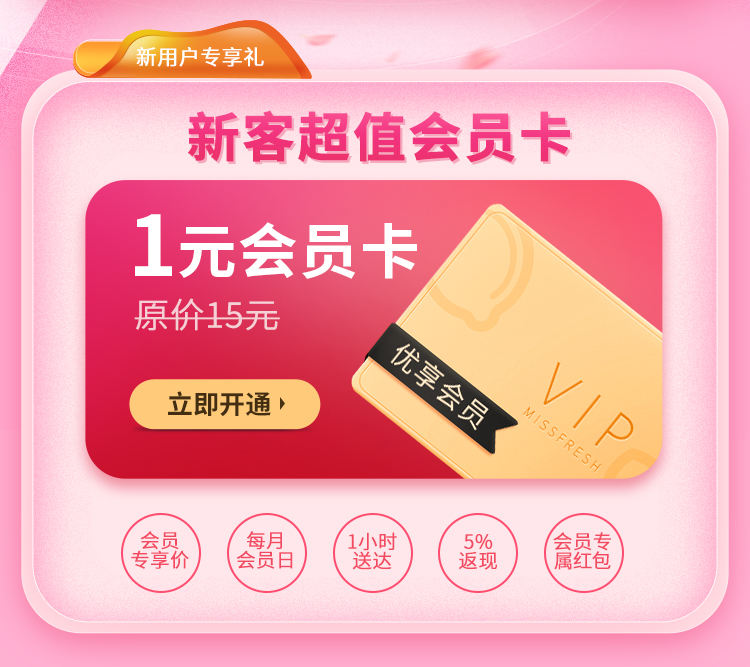 新用户专享礼
新客超值会员卡
1元会员卡
原价15元
立即开通
优享会员
VIP
MISSFRESH
会员
专享价
每月
会员日
1小时
送达
5%
返现
会员专
属红包